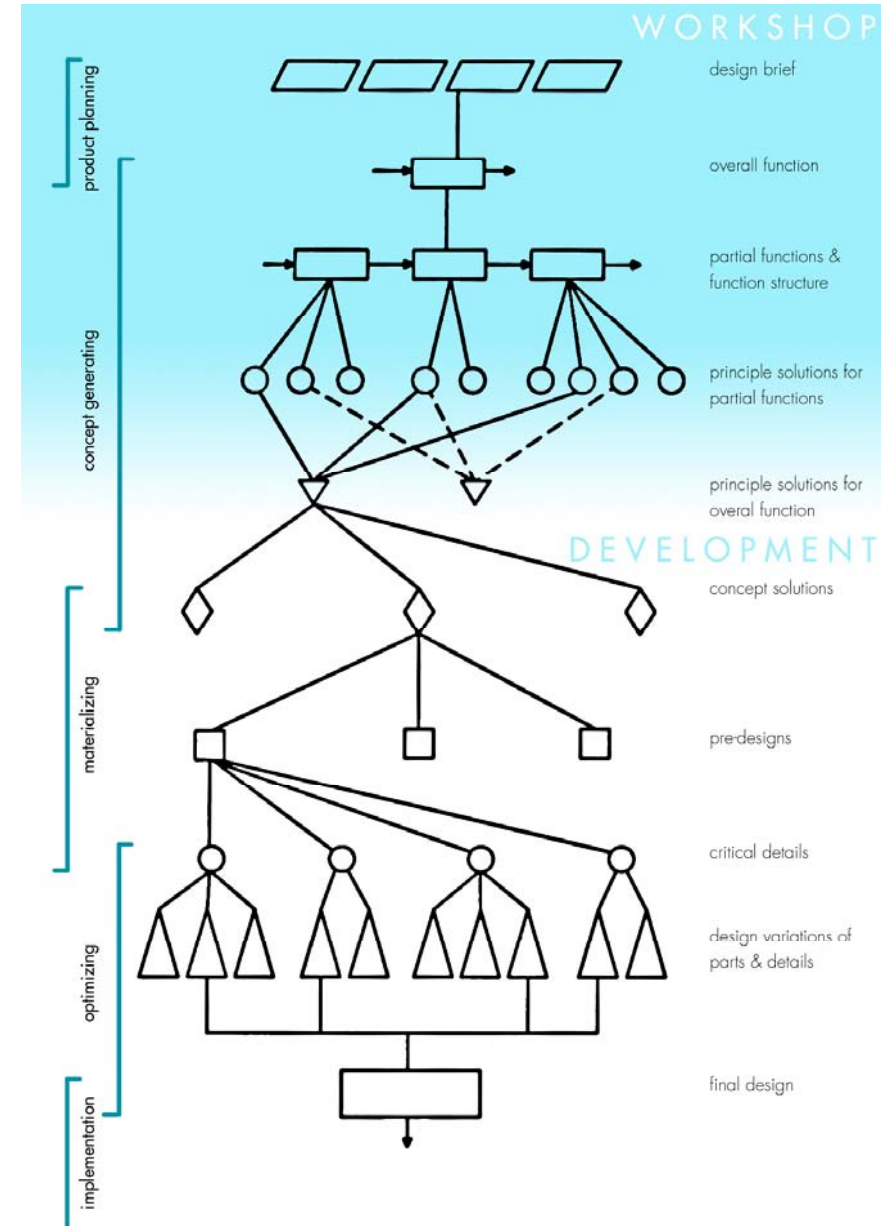 WORKSHOP
design brief
product planning
overall function
partial functions &
function structure
concept generating
principle solutions for
partial functions
principle solutions for
overal function
DEVELOPMENT
concept solutions
materializing
pre-designs
critical details
design variations of
parts & details
optimizing
final design
implementation